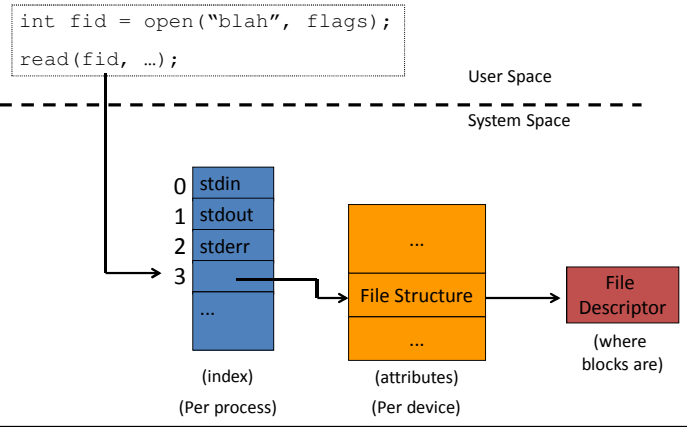 int fid = open(“blah”, flags);
read(fid, …);
User Space
System Space
0 stdin
1 stdout
2 stderr
3
...
...
File Structure
...
File
Descriptor
(where
blocks are)
(index)
(attributes)
(Per process)
(Per device)